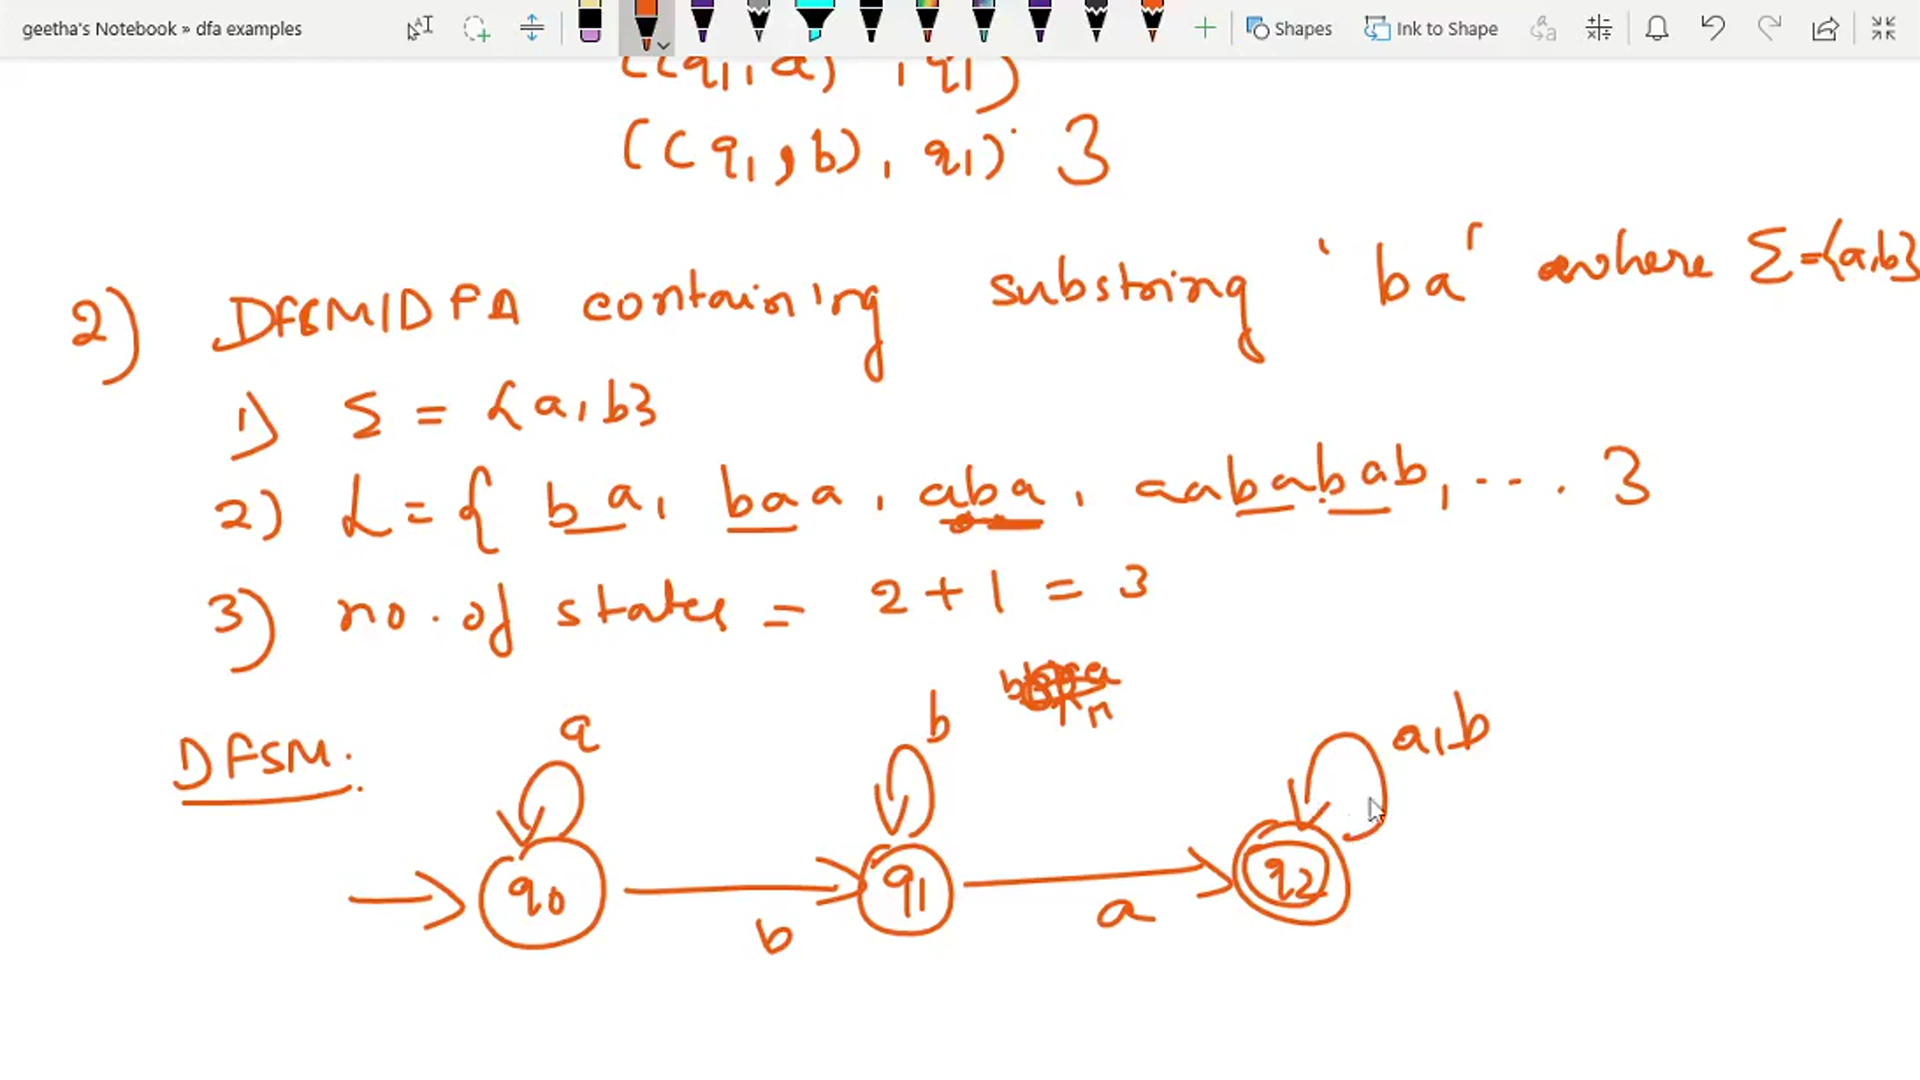 geetha's Notebook » dfa examples
Shapes
Ink to Shape
((q1, a), q1)
((q1, b), q1) }
2) DFSM/DFA containing substring 'ba' where Σ={a,b}
1) Σ = {a, b}
2) L = { ba, baa, aba, aababab, ... }
3) no. of states = 2 + 1 = 3
DFSM.
a
b
a,b
q0
b
q1
a
q2